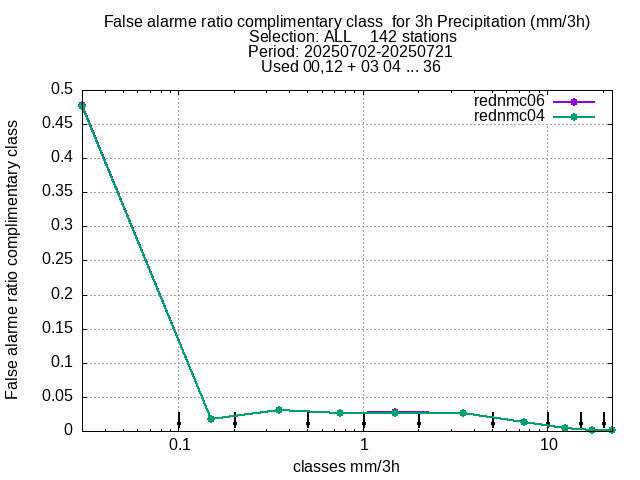 False alarme ratio complimentary class  for 3h Precipitation (mm/3h)
Selection: ALL    142 stations
Period: 20250702-20250721
Used 00,12 + 03 04 ... 36
rednmc06
rednmc04
False alarme ratio complimentary class
0.5
0.45
0.4
0.35
0.3
0.25
0.2
0.15
0.1
0.05
0
0.1 1 10
classes mm/3h